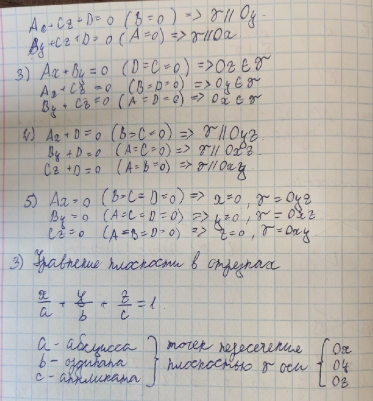 Ax+Cz+D=0 (B=0) => γ∥Oy
By+Cz+D=0 (A=0) => γ∥Ox
3) Ax+By=0 (D=C=0) => Oz∈γ
Ax+Cz=0 (B=D=0) => Oy∈γ
By+Cz=0 (A=D=0) => Ox∈γ
4) Ax+D=0 (B=C=0) => γ∥Oyz
By+D=0 (A=C=0) => γ∥Oxz
Cz+D=0 (A=B=0) => γ∥Oxy
5) Ax=0 (B=C=D=0) => x=0, γ=Oyz
By=0 (A=C=D=0) => y=0, γ=Oxz
Cz=0 (A=B=D=0) => z=0, γ=Oxy
3) Уравнение плоскости в отрезках
x/a + y/b + z/c = 1
a - абсцисса } точек пересечения { Ox
b - ордината } плоскостью γ оси { Oy
c - аппликата } { Oz